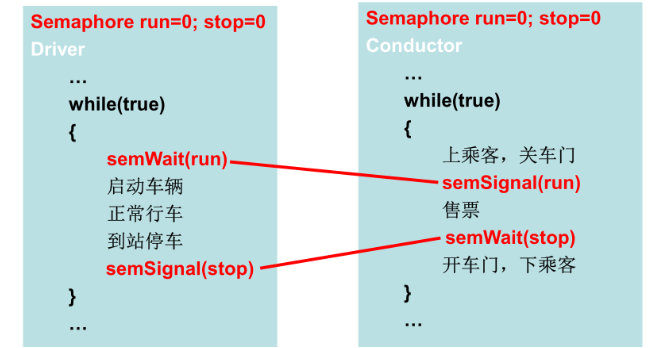 Semaphore run=0; stop=0
Driver
...
while(true)
{
semWait(run)
启动车辆
正常行车
到站停车
semSignal(stop)
}
...
Semaphore run=0; stop=0
Conductor
...
while(true)
{
上乘客，关车门
semSignal(run)
售票
semWait(stop)
开车门，下乘客
}
...